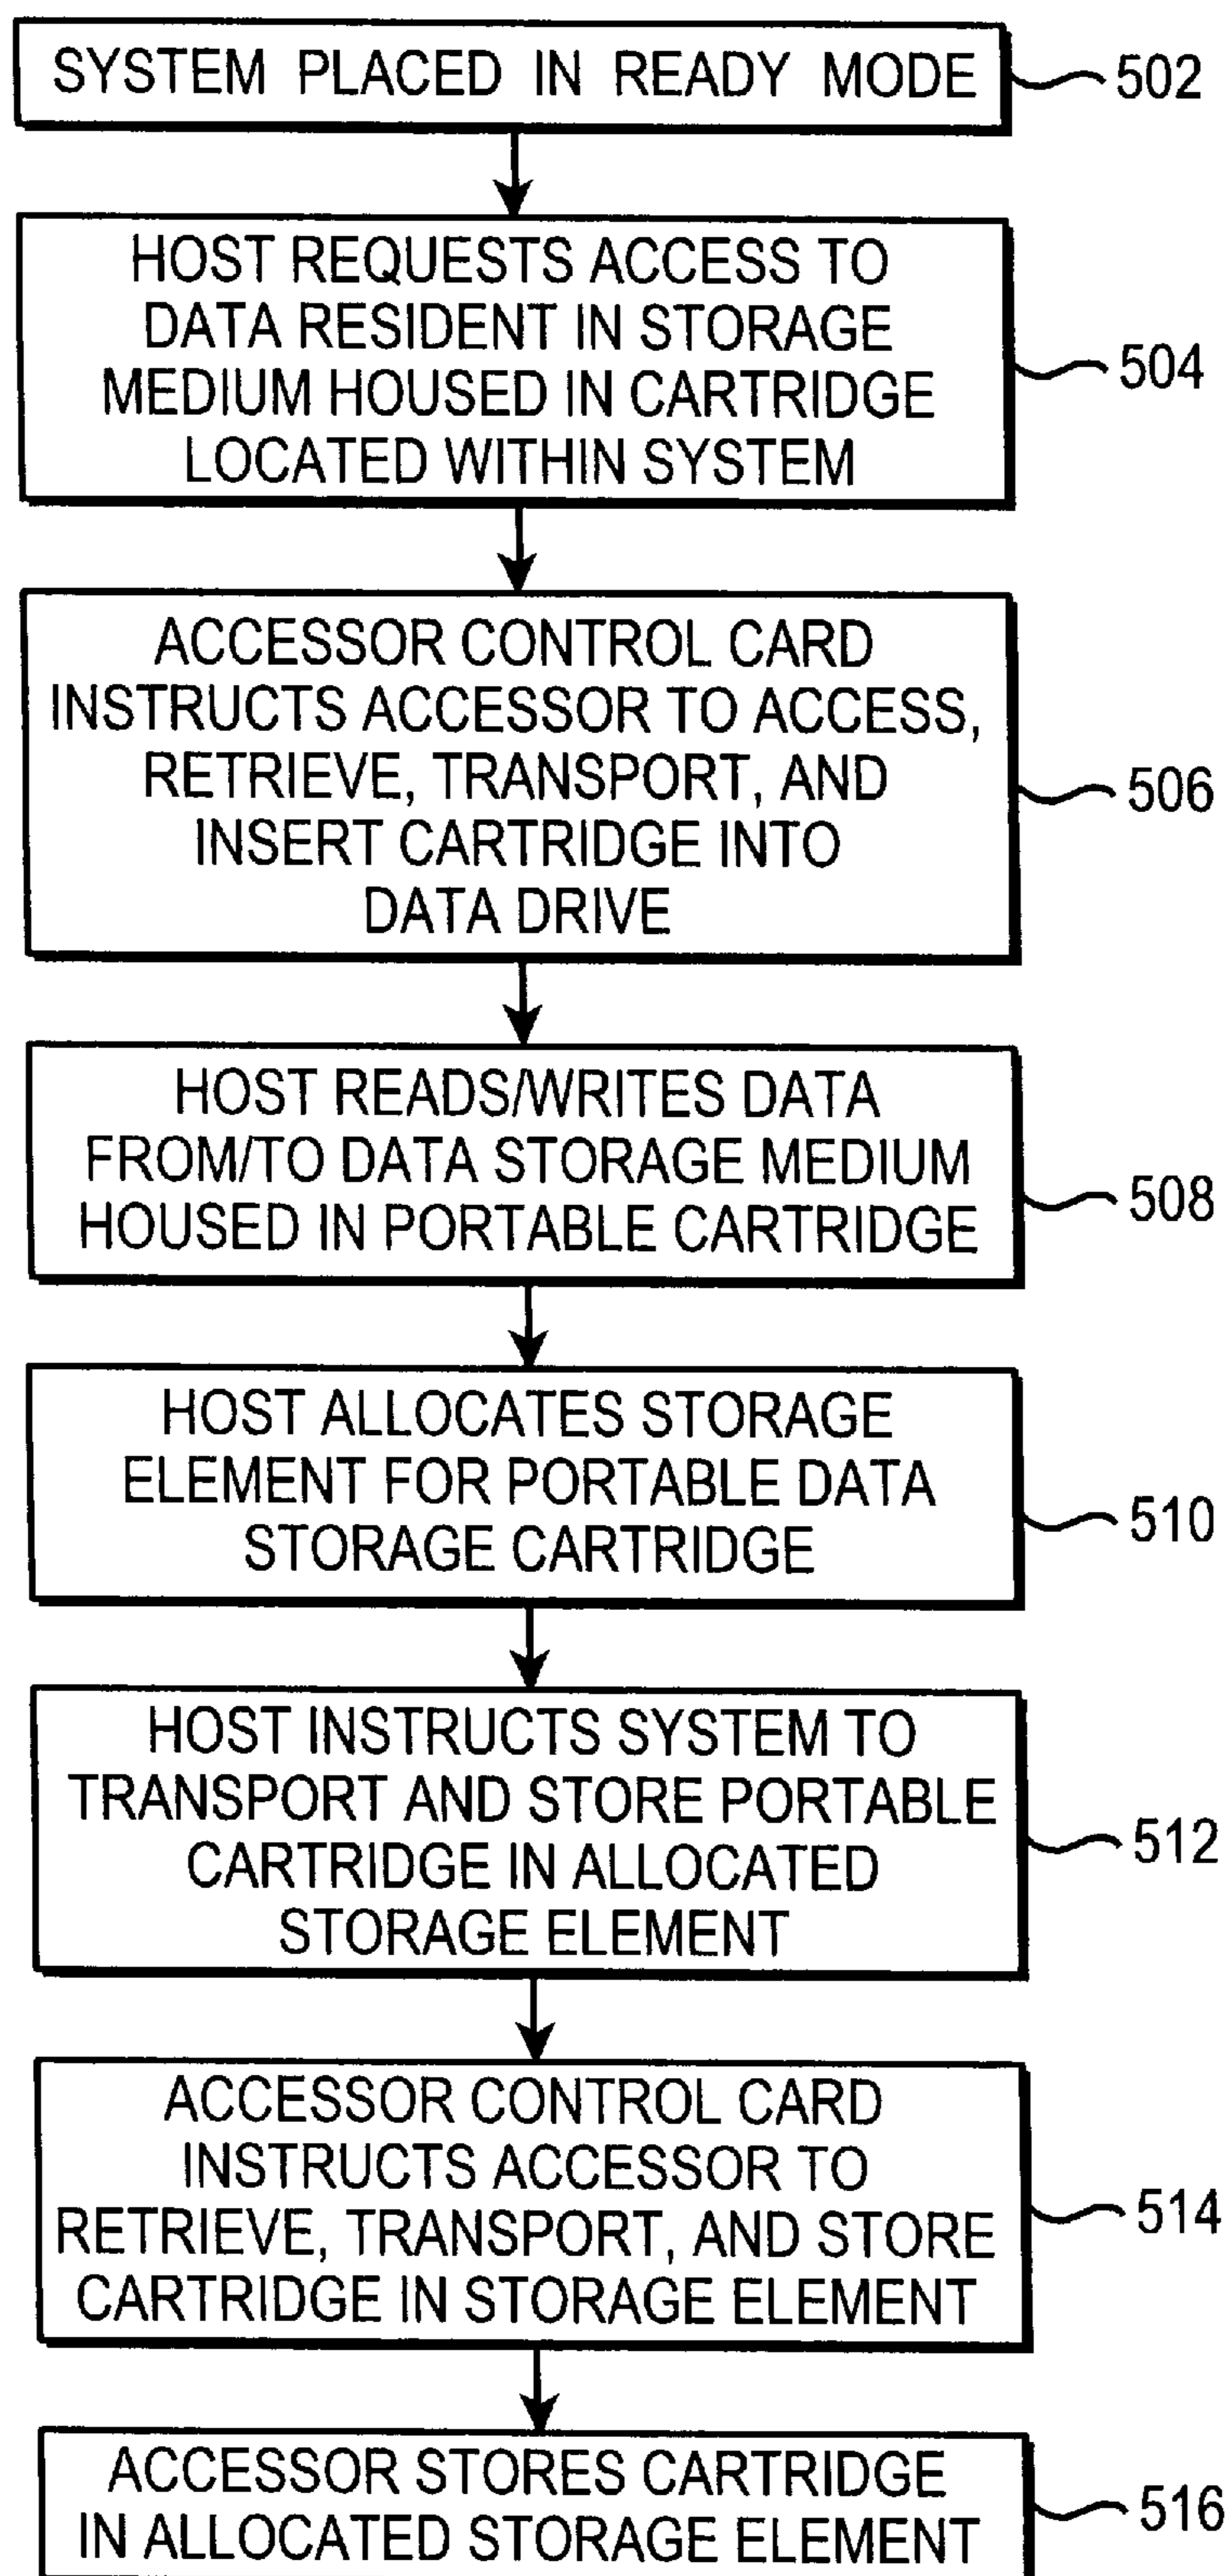 SYSTEM PLACED IN READY MODE
502
HOST REQUESTS ACCESS TO
DATA RESIDENT IN STORAGE
MEDIUM HOUSED IN CARTRIDGE
LOCATED WITHIN SYSTEM
504
ACCESSOR CONTROL CARD
INSTRUCTS ACCESSOR TO ACCESS,
RETRIEVE, TRANSPORT, AND
INSERT CARTRIDGE INTO
DATA DRIVE
506
HOST READS/WRITES DATA
FROM/TO DATA STORAGE MEDIUM
HOUSED IN PORTABLE CARTRIDGE
508
HOST ALLOCATES STORAGE
ELEMENT FOR PORTABLE DATA
STORAGE CARTRIDGE
510
HOST INSTRUCTS SYSTEM TO
TRANSPORT AND STORE PORTABLE
CARTRIDGE IN ALLOCATED
STORAGE ELEMENT
512
ACCESSOR CONTROL CARD
INSTRUCTS ACCESSOR TO
RETRIEVE, TRANSPORT, AND STORE
CARTRIDGE IN STORAGE ELEMENT
514
ACCESSOR STORES CARTRIDGE
IN ALLOCATED STORAGE ELEMENT
516